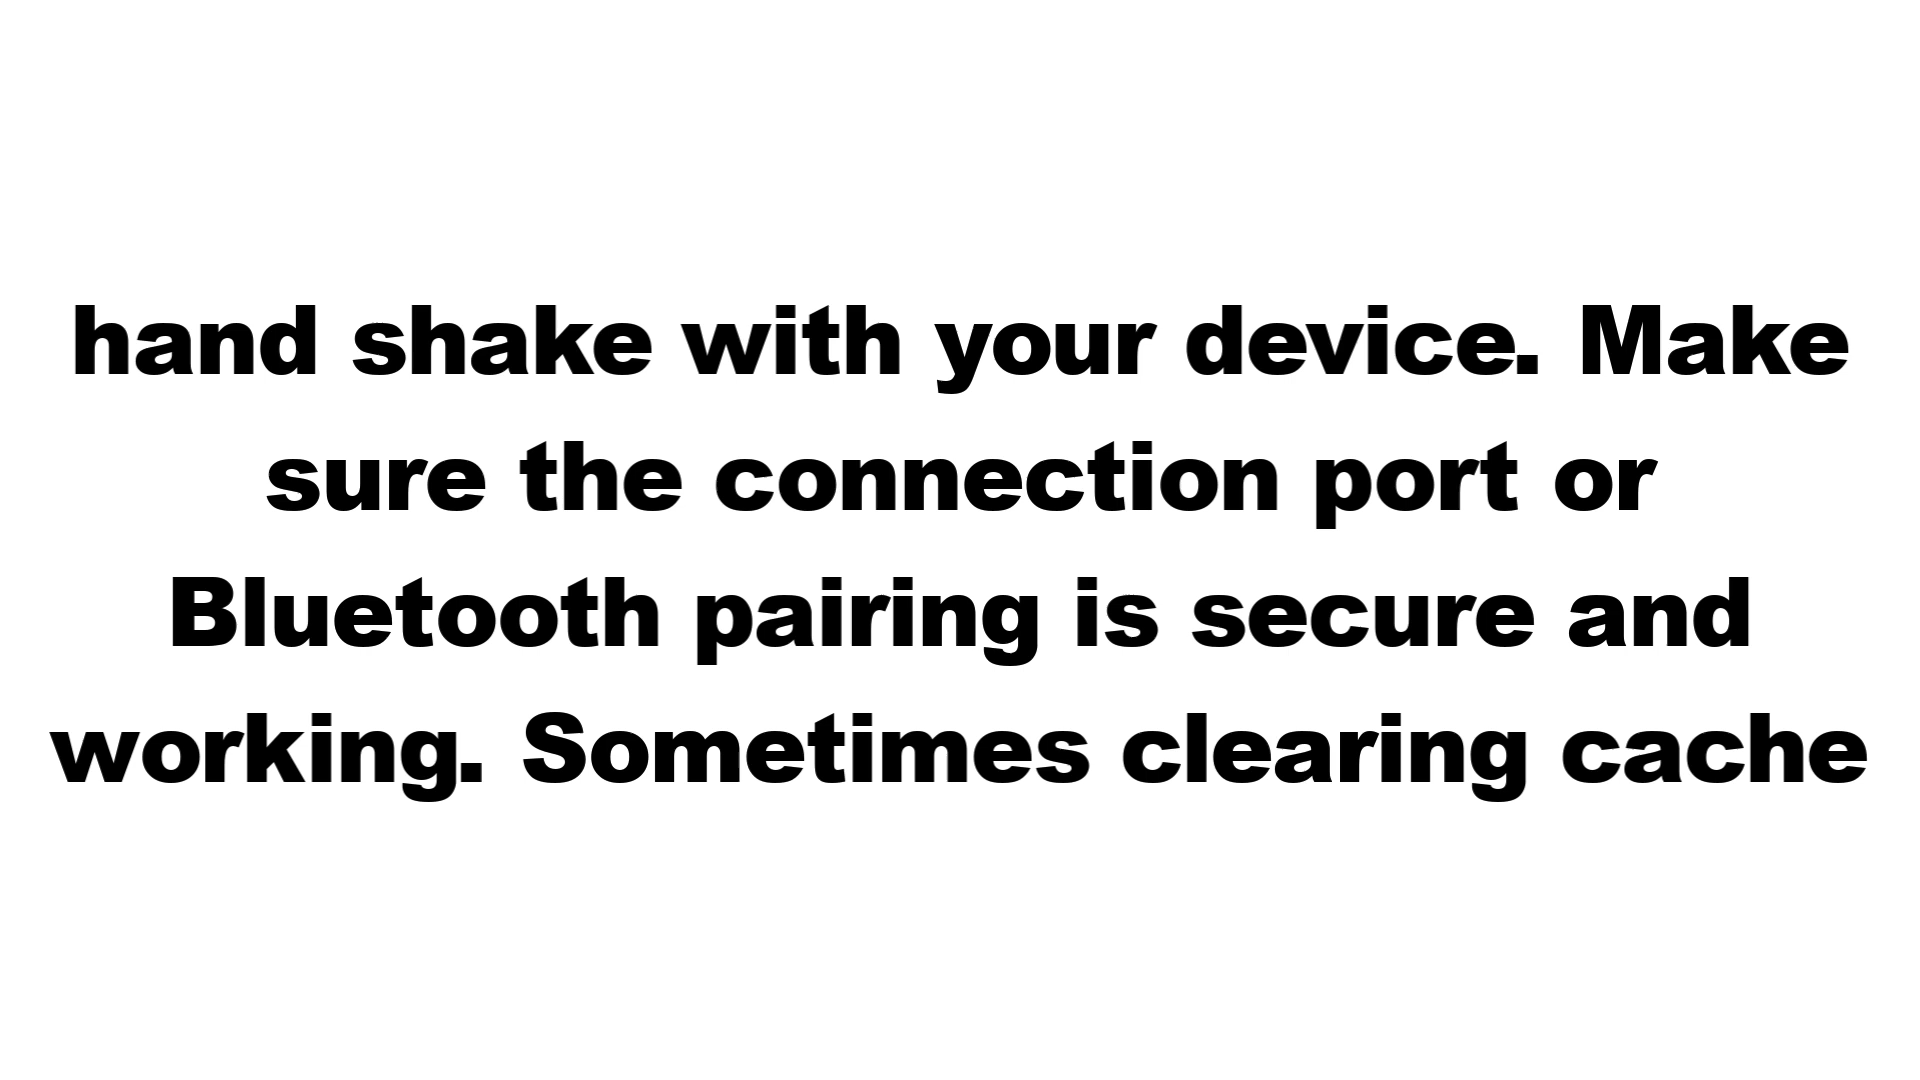 hand shake with your device. Make
sure the connection port or
Bluetooth pairing is secure and
working. Sometimes clearing cache